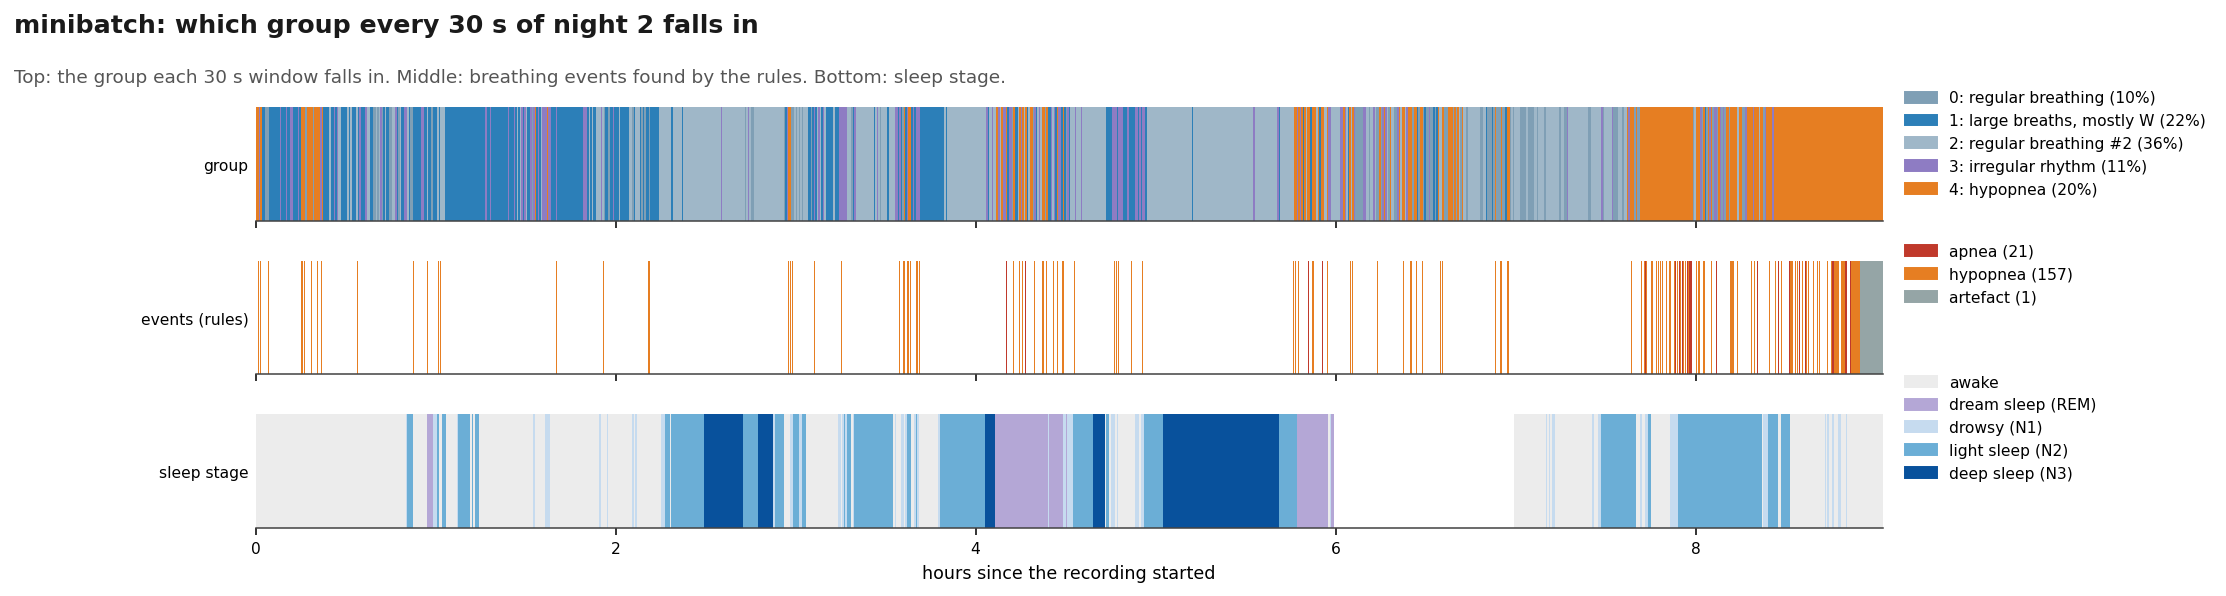 minibatch: which group every 30 s of night 2 falls in
Top: the group each 30 s window falls in. Middle: breathing events found by the rules. Bottom: sleep stage.
group
0: regular breathing (10%)
1: large breaths, mostly W (22%)
2: regular breathing #2 (36%)
3: irregular rhythm (11%)
4: hypopnea (20%)
events (rules)
apnea (21)
hypopnea (157)
artefact (1)
sleep stage
awake
dream sleep (REM)
drowsy (N1)
light sleep (N2)
deep sleep (N3)
0 2 4 6 8
hours since the recording started